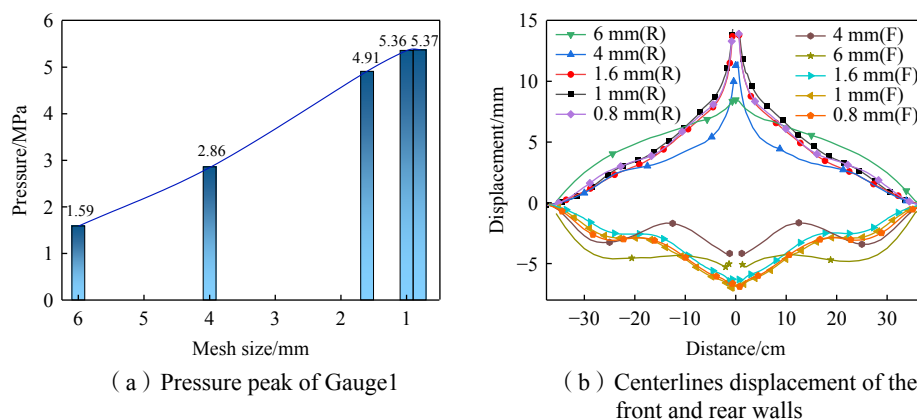 6
5
4
3
2
1
0
Pressure/MPa
1.59
2.86
4.91
5.36
5.37
6 5 4 3 2 1
Mesh size/mm
( a ) Pressure peak of Gauge1
15
10
5
0
−5
Displacement/mm
6 mm(R)
4 mm(R)
1.6 mm(R)
1 mm(R)
0.8 mm(R)
4 mm(F)
6 mm(F)
1.6 mm(F)
1 mm(F)
0.8 mm(F)
−30 −20 −10 0 10 20 30
Distance/cm
( b ) Centerlines displacement of the
front and rear walls